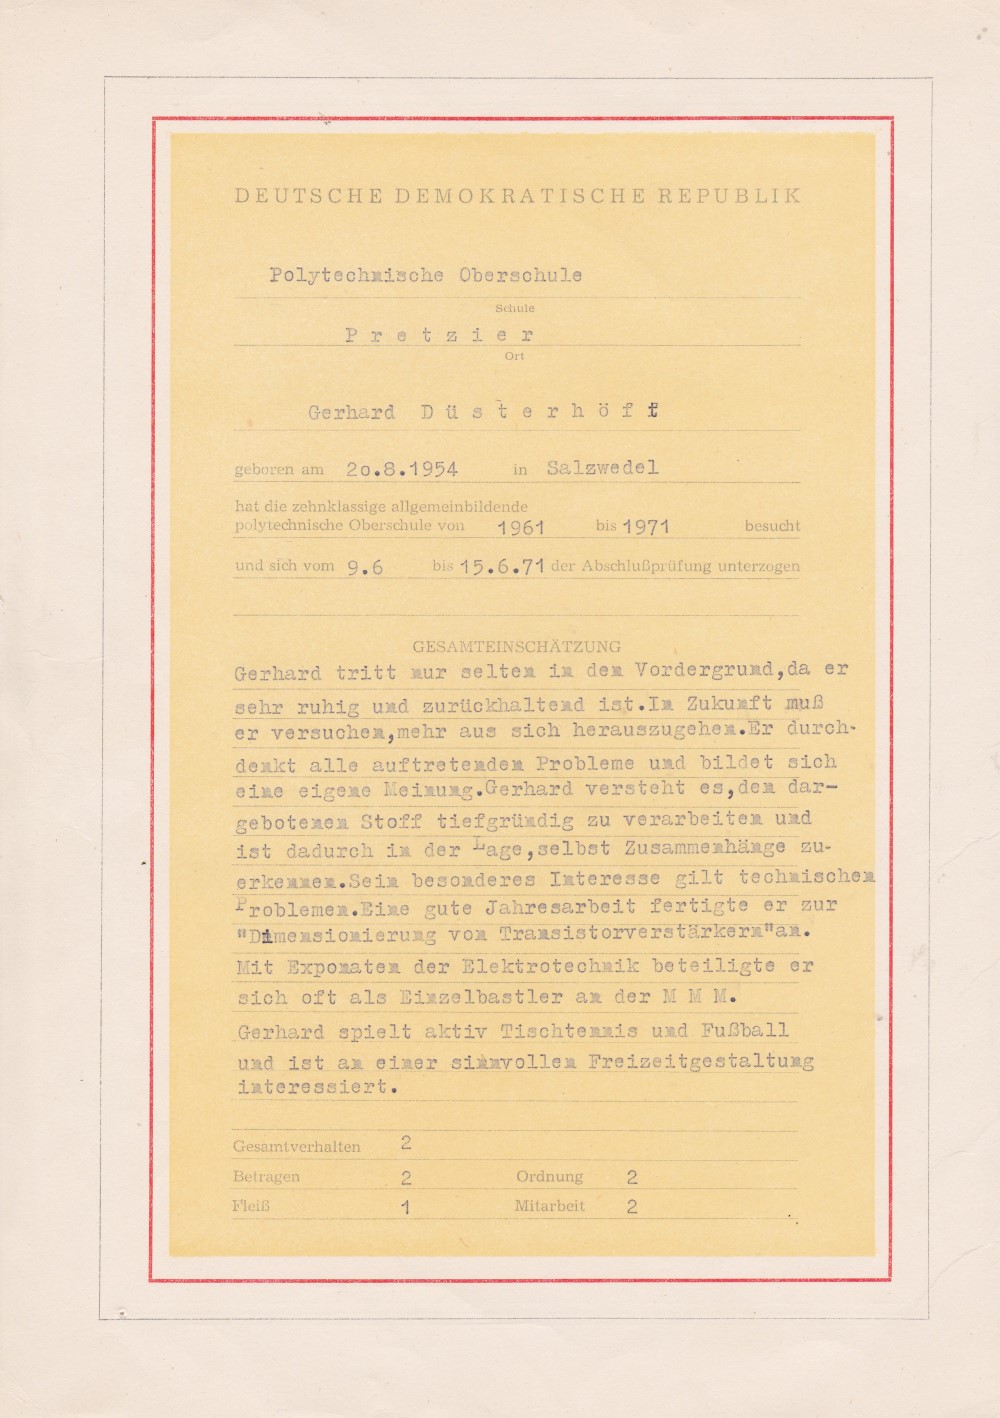 DEUTSCHE DEMOKRATISCHE REPUBLIK
Polytechnische Oberschule
Schule
P r e t z i e r
Ort
Gerhard D ü s t e r h ö f t
geboren am 2o.8.1954 in Salzwedel
hat die zehnklassige allgemeinbildende
polytechnische Oberschule von 1961 bis 1971 besucht
und sich vom 9.6 bis 15.6.71 der Abschlußprüfung unterzogen
GESAMTEINSCHÄTZUNG
Gerhard tritt nur selten in den Vordergrund,da er
sehr ruhig und zurückhaltend ist.In Zukunft muß
er versuchen,mehr aus sich herauszugehen.Er durch-
denkt alle auftretenden Probleme und bildet sich
eine eigene Meinung.Gerhard versteht es,den dar-
gebotenen Stoff tiefgründig zu verarbeiten und
ist dadurch in der Lage,selbst Zusammenhänge zu-
erkennen.Sein besonderes Interesse gilt technischen
Problemen.Eine gute Jahresarbeit fertigte er zur
"Dimensionierung von Transistorverstärkern"an.
Mit Exponaten der Elektrotechnik beteiligte er
sich oft als Einzelbastler an der M M M.
Gerhard spielt aktiv Tischtennis und Fußball
und ist an einer sinnvollen Freizeitgestaltung
interessiert.
Gesamtverhalten 2
Betragen 2 Ordnung 2
Fleiß 1 Mitarbeit 2